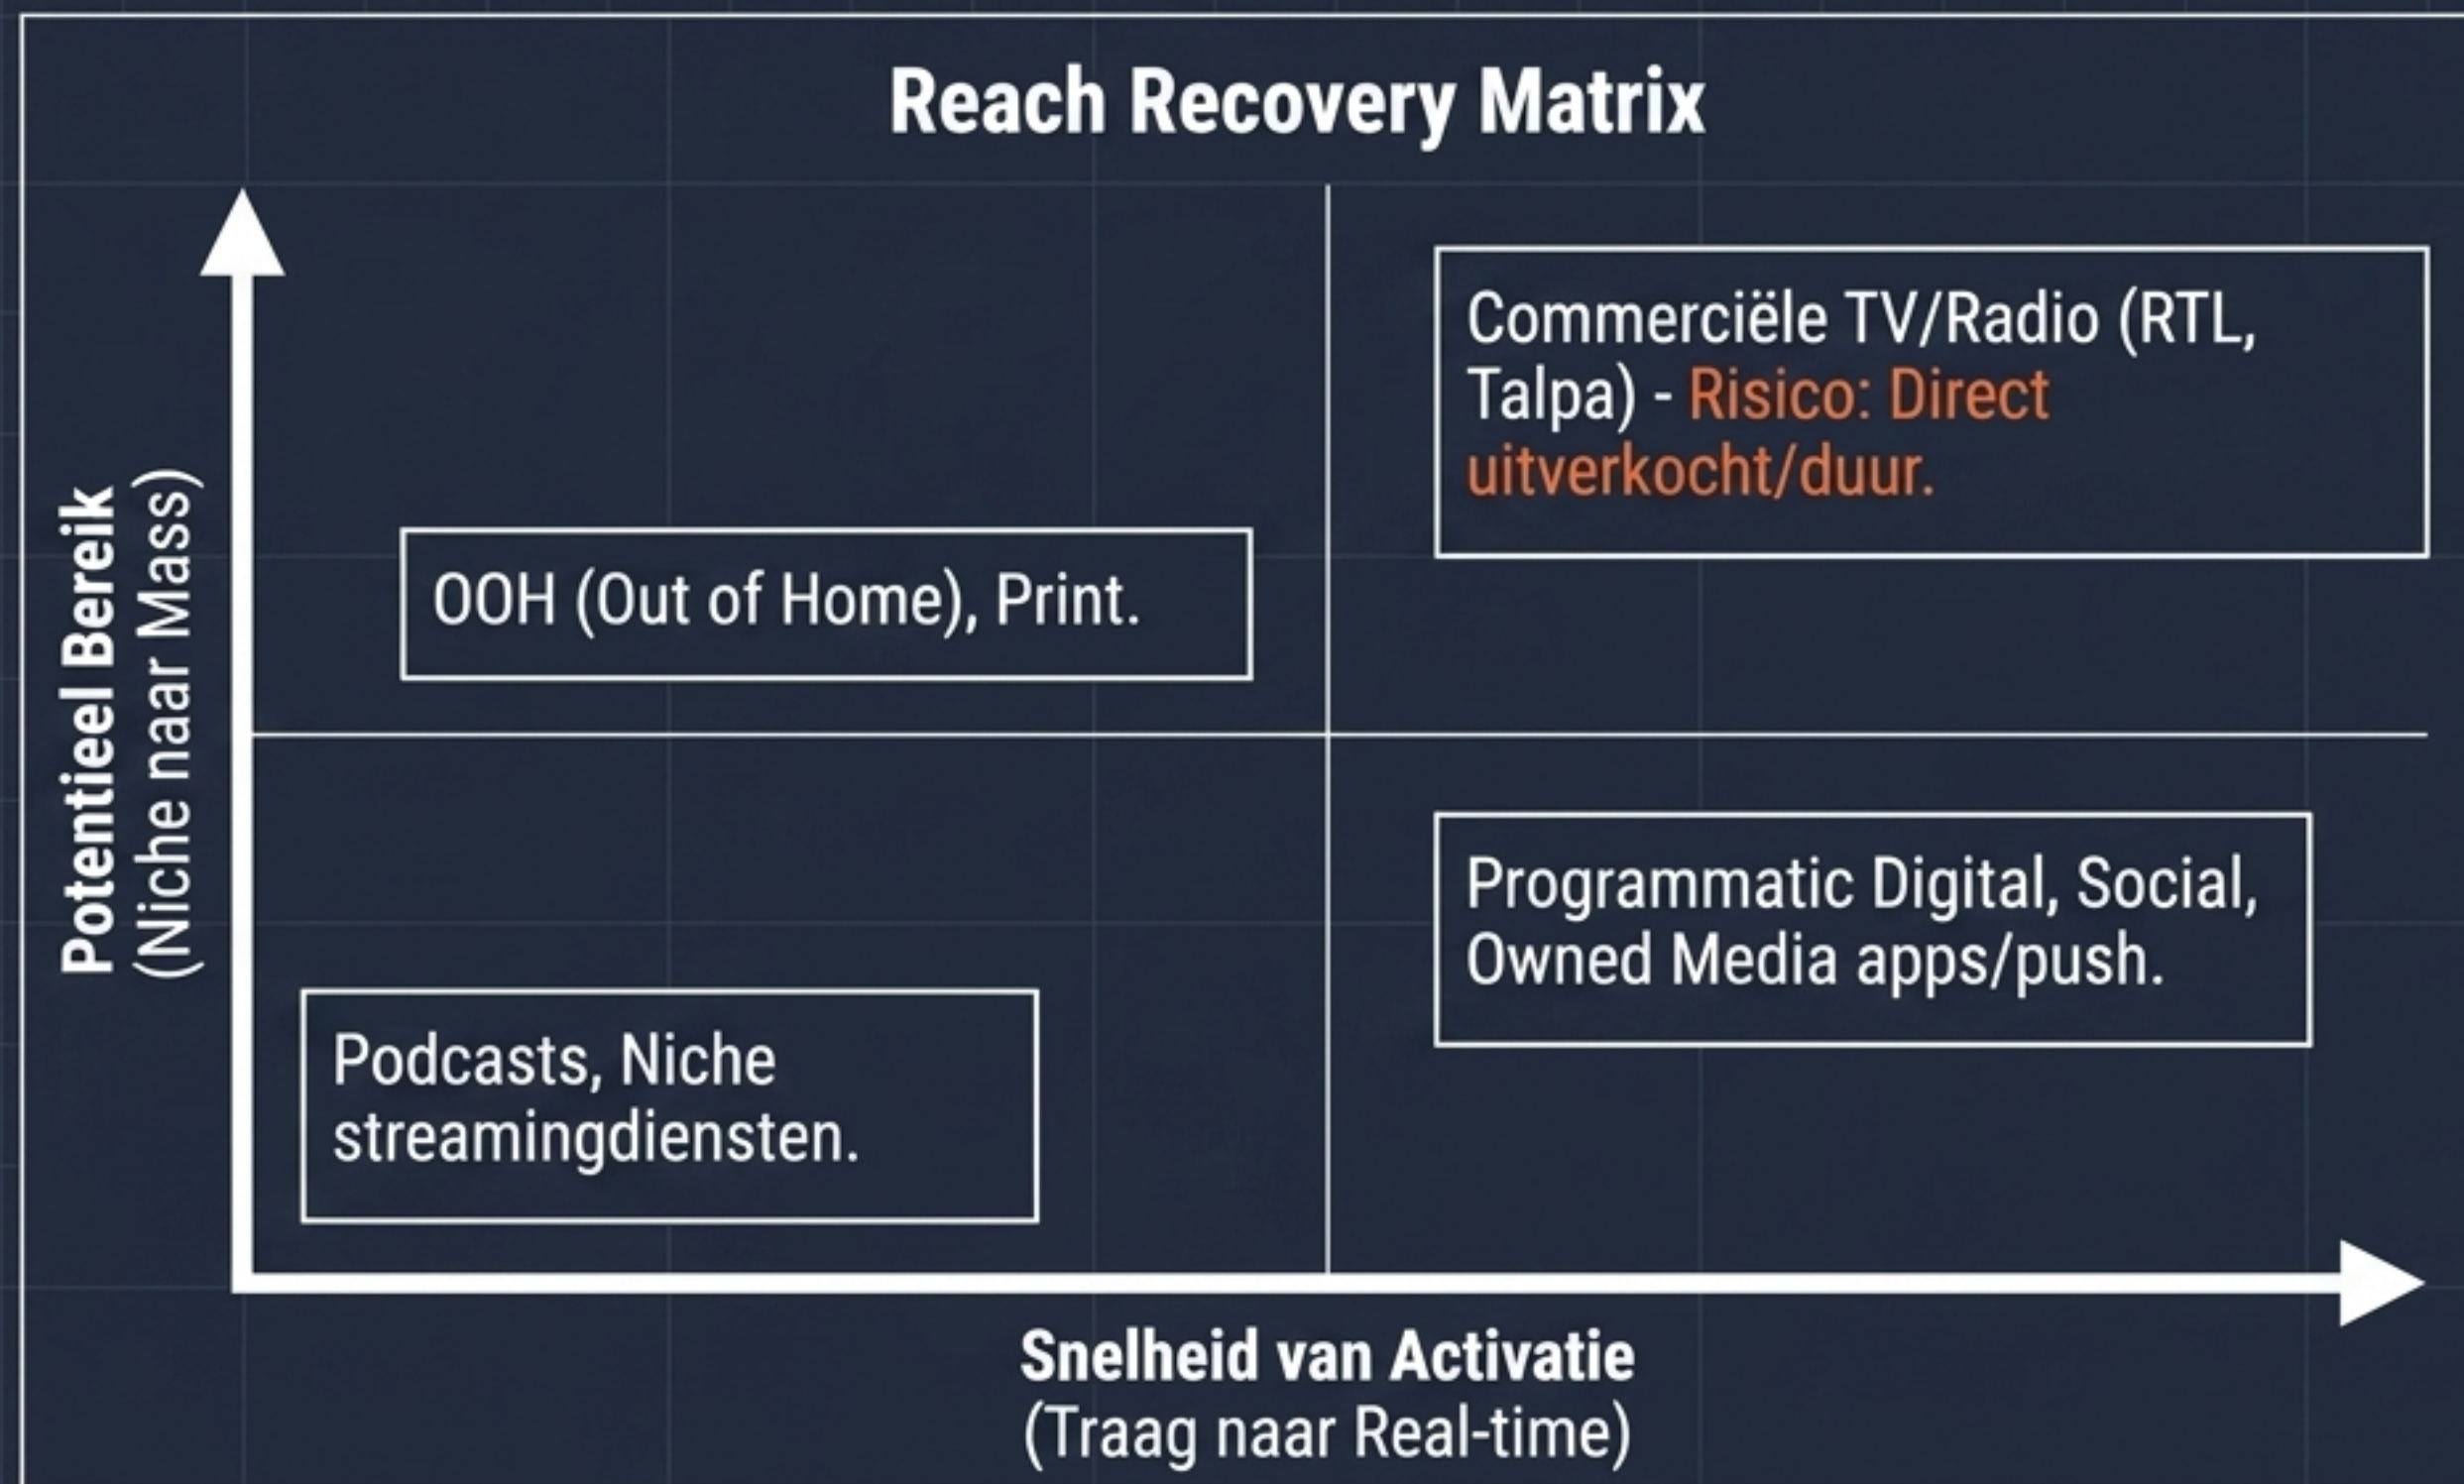 Reach Recovery Matrix
Potentieel Bereik
(Niche naar Mass)
Commerciële TV/Radio (RTL,
Talpa) - Risico: Direct
uitverkocht/duur.
OOH (Out of Home), Print.
Programmatic Digital, Social,
Owned Media apps/push.
Podcasts, Niche
streamingdiensten.
Snelheid van Activatie
(Traag naar Real-time)